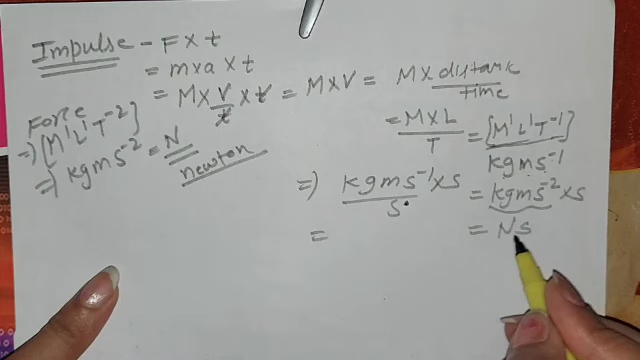 Impulse - F X t
= m x a x t
= M X V/t x t = M X V = M X distance/time
Force
⇒ [M¹L¹T⁻²]
= M X L/T = [M¹L¹T⁻¹]
⇒ kgms⁻² = N
newton
kgms⁻¹
⇒ kgms⁻¹ x s/s = kgms⁻² x s
= = NS